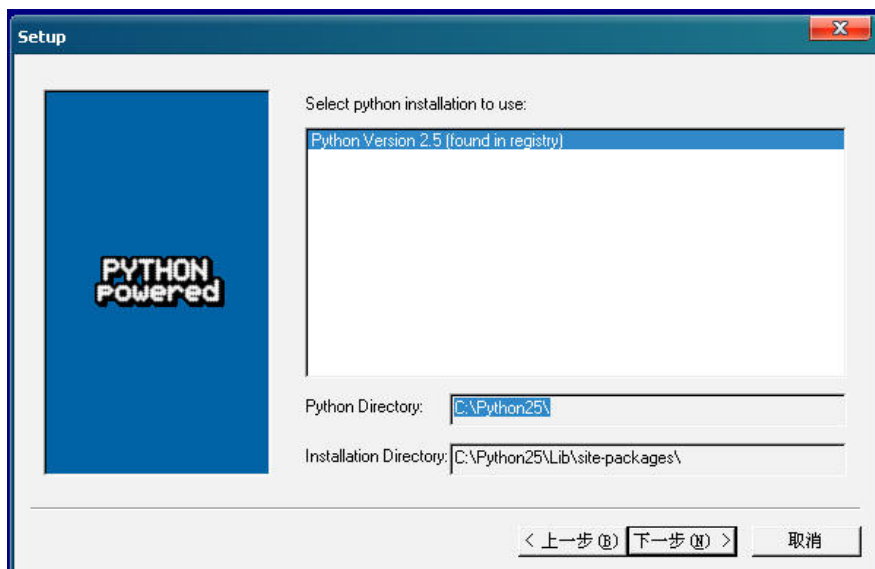 Setup
Select python installation to use:
Python Version 2.5 (found in registry)
PYTHON
powered
Python Directory: C:\Python25\
Installation Directory: C:\Python25\Lib\site-packages\
< 上一步(B) 下一步(N) > 取消